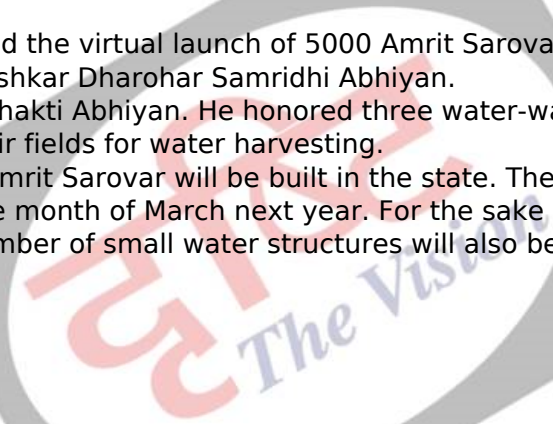 d the virtual launch of 5000 Amrit Sarova
shkar Dharohar Samridhi Abhiyan.
hakti Abhiyan. He honored three water-wa
ir fields for water harvesting.
mrit Sarovar will be built in the state. The
e month of March next year. For the sake
mber of small water structures will also be
दृष्टि
The Vision